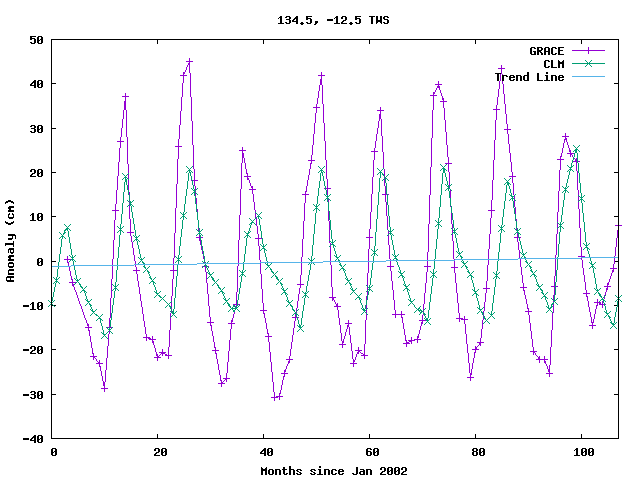 134.5, -12.5 TWS
GRACE
CLM
Trend Line
50
40
30
20
10
0
-10
-20
-30
-40
Anomaly (cm)
0 20 40 60 80 100
Months since Jan 2002